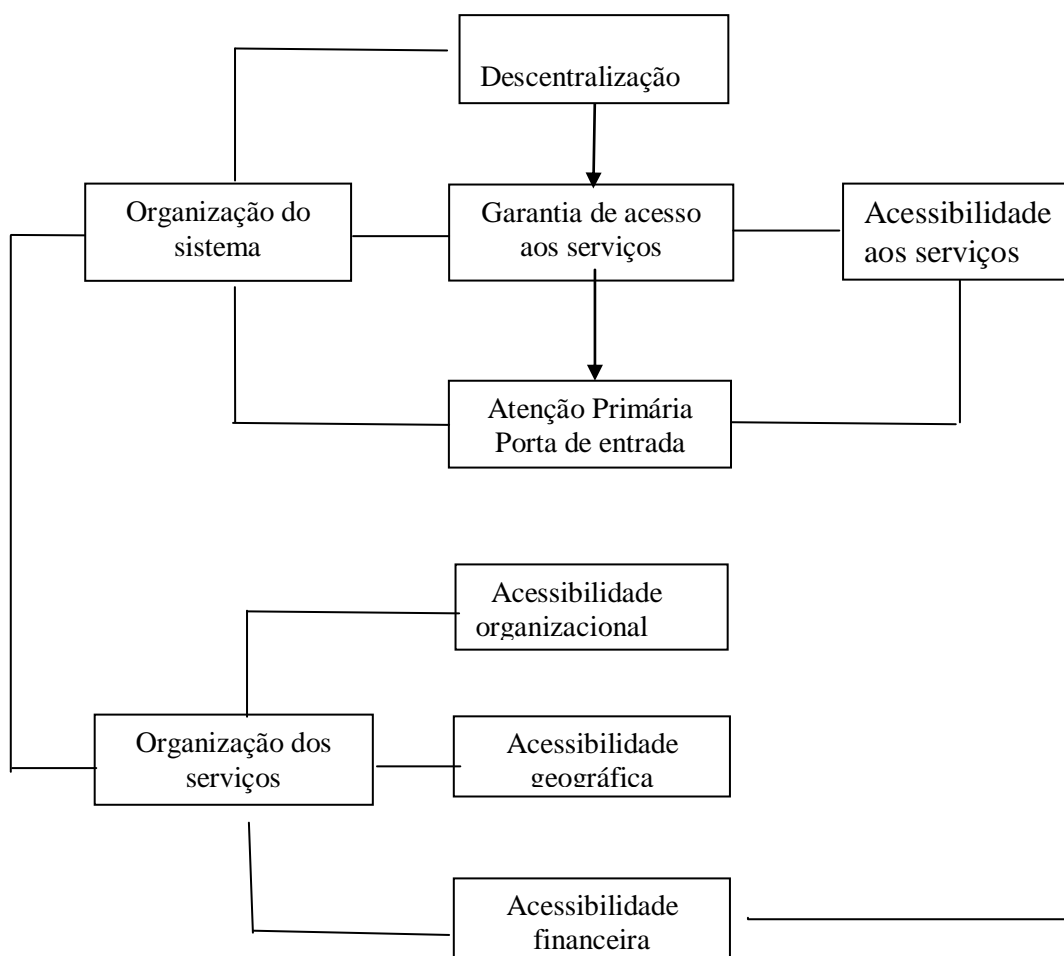 Descentralização
Organização do
sistema
Garantia de acesso
aos serviços
Acessibilidade
aos serviços
Atenção Primária
Porta de entrada
Acessibilidade
organizacional
Organização dos
serviços
Acessibilidade
geográfica
Acessibilidade
financeira